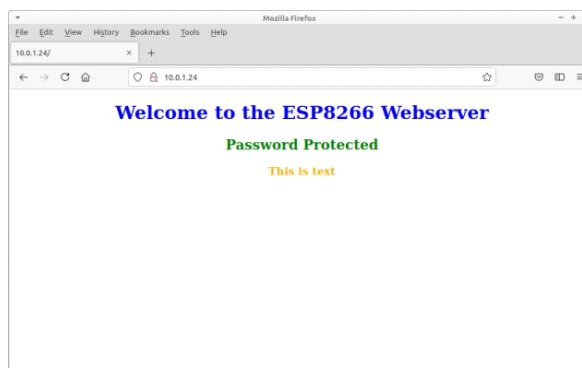 Mozilla Firefox
File Edit View History Bookmarks Tools Help
10.0.1.24/
10.0.1.24
Welcome to the ESP8266 Webserver
Password Protected
This is text